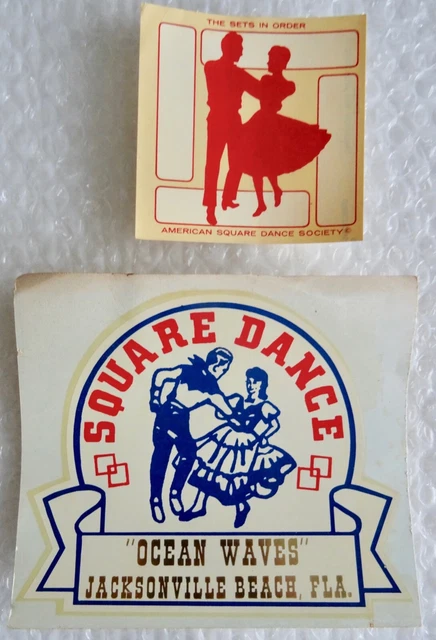 THE SETS IN ORDER
AMERICAN SQUARE DANCE SOCIETY©
SQUARE DANCE
"OCEAN WAVES"
JACKSONVILLE BEACH, FLA.